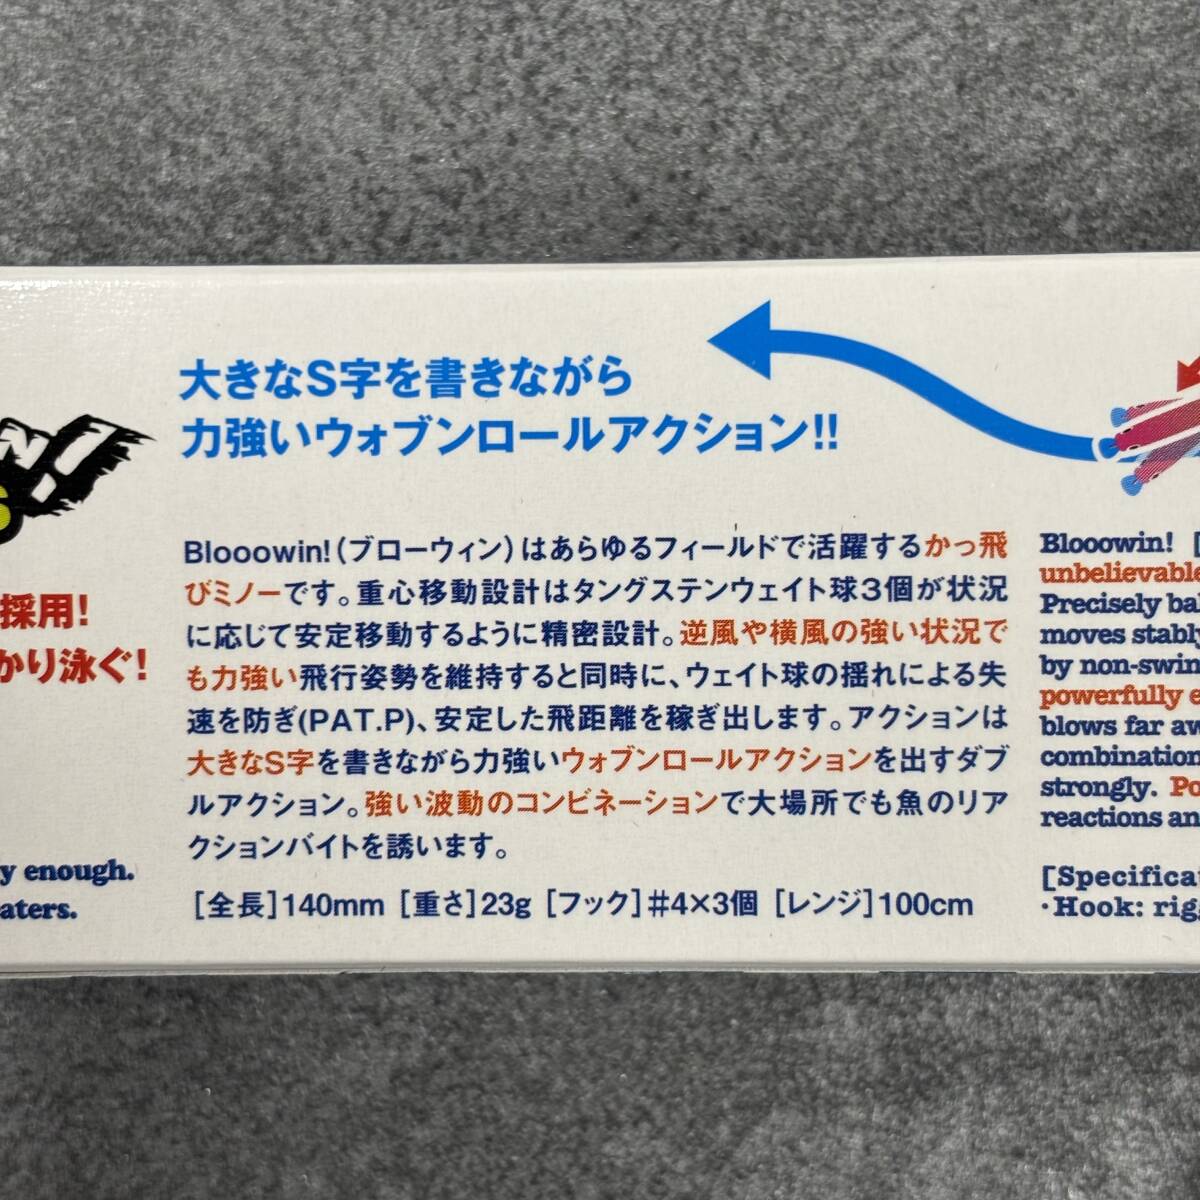 大きなS字を書きながら
力強いウォブンロールアクション!!
Blooowin!(ブローウィン)はあらゆるフィールドで活躍するかっ飛
びミノーです。重心移動設計はタングステンウェイト球3個が状況
に応じて安定移動するように精密設計。逆風や横風の強い状況で
も力強い飛行姿勢を維持すると同時に、ウェイト球の揺れによる失
速を防ぎ(PAT.P)、安定した飛距離を稼ぎ出します。アクションは
大きなS字を書きながら力強いウォブンロールアクションを出すダブ
ルアクション。強い波動のコンビネーションで大場所でも魚のリア
クションバイトを誘います。
[全長]140mm [重さ]23g [フック]#4×3個 [レンジ]100cm
採用!
かり泳ぐ!
y enough.
aters.
Blooowin! [
unbelievable
Precisely ba
moves stabl
by non-swin
powerfully e
blows far aw
combination
strongly. Po
reactions an
[Specificat
・Hook: rig